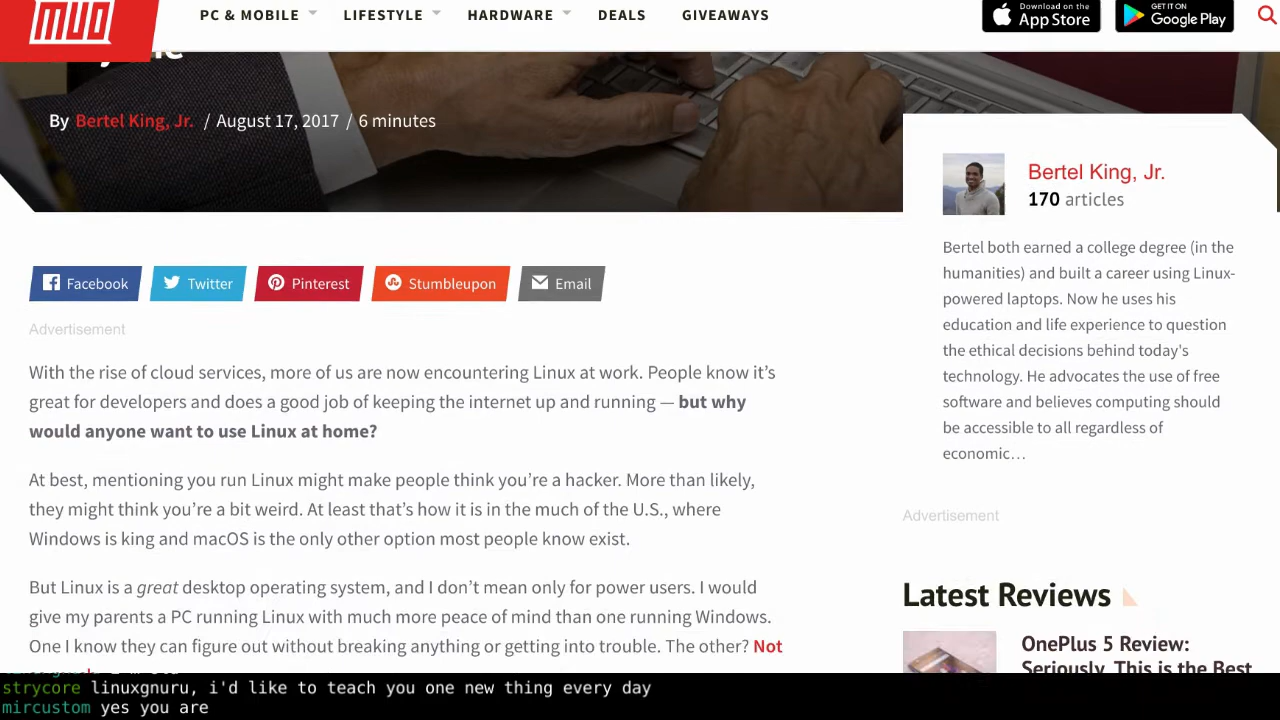 MUO
PC & MOBILE LIFESTYLE HARDWARE DEALS GIVEAWAYS
Download on the
App Store
GET IT ON
Google Play
By Bertel King, Jr. / August 17, 2017 / 6 minutes
Bertel King, Jr.
170 articles
Bertel both earned a college degree (in the
humanities) and built a career using Linux-
powered laptops. Now he uses his
education and life experience to question
the ethical decisions behind today's
technology. He advocates the use of free
software and believes computing should
be accessible to all regardless of
economic…
Facebook Twitter Pinterest Stumbleupon Email
Advertisement
With the rise of cloud services, more of us are now encountering Linux at work. People know it’s
great for developers and does a good job of keeping the internet up and running — but why
would anyone want to use Linux at home?
At best, mentioning you run Linux might make people think you’re a hacker. More than likely,
they might think you’re a bit weird. At least that’s how it is in the much of the U.S., where
Windows is king and macOS is the only other option most people know exist.
But Linux is a great desktop operating system, and I don’t mean only for power users. I would
give my parents a PC running Linux with much more peace of mind than one running Windows.
One I know they can figure out without breaking anything or getting into trouble. The other? Not
Advertisement
Latest Reviews
OnePlus 5 Review:
Seriously, This is the Best
strycore linuxgnuru, i'd like to teach you one new thing every day
mircustom yes you are